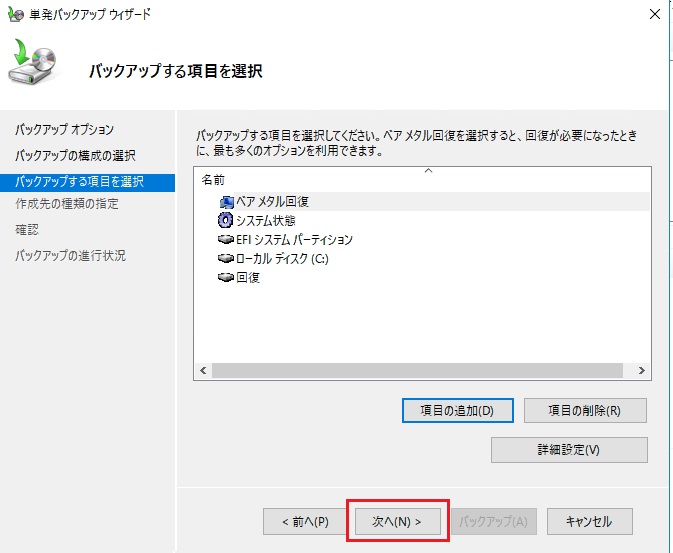 単発バックアップ ウィザード
バックアップする項目を選択
バックアップ オプション
バックアップの構成の選択
バックアップする項目を選択
作成先の種類の指定
確認
バックアップの進行状況
バックアップする項目を選択してください。ベア メタル回復を選択すると、回復が必要になったとき
に、最も多くのオプションを利用できます。
名前
ベア メタル回復
システム状態
EFI システム パーティション
ローカル ディスク (C:)
回復
項目の追加(D)
項目の削除(R)
詳細設定(V)
< 前へ(P)
次へ(N) >
バックアップ(A)
キャンセル